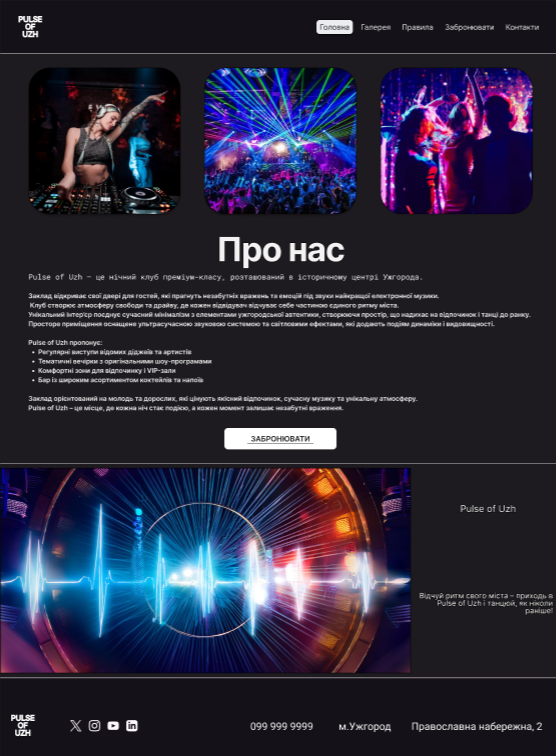 PULSE
OF
UZH
Головна Галерея Правила Забронювати Контакти
Про нас
Pulse of Uzh — це нічний клуб преміум-класу, розташований в історичному центрі Ужгорода.
Заклад відкриває свої двері для гостей, які прагнуть незабутніх вражень та емоцій під звуки найкращої електронної музики.
Клуб створює атмосферу свободи та драйву, де кожен відвідувач відчуває себе частиною єдиного ритму міста.
Унікальний інтер'єр поєднує сучасний мінімалізм з елементами ужгородської автентики, створюючи простір, що надихає на відпочинок і танці до ранку.
Просторе приміщення оснащене ультрасучасною звуковою системою та світловими ефектами, які додають подіям динаміки і видовищності.
Pulse of Uzh пропонує:
• Регулярні виступи відомих діджеїв та артистів
• Тематичні вечірки з оригінальними шоу-програмами
• Комфортні зони для відпочинку і VIP-зали
• Бар із широким асортиментом коктейлів та напоїв
Заклад орієнтований на молодь та дорослих, які цінують якісний відпочинок, сучасну музику та унікальну атмосферу.
Pulse of Uzh – це місце, де кожна ніч стає подією, а кожен момент залишає незабутні враження.
ЗАБРОНЮВАТИ
Pulse of Uzh
Відчуй ритм свого міста – приходь в
Pulse of Uzh і танцюй, як ніколи
раніше!
PULSE
OF
UZH
099 999 9999 м.Ужгород Православна набережна, 2